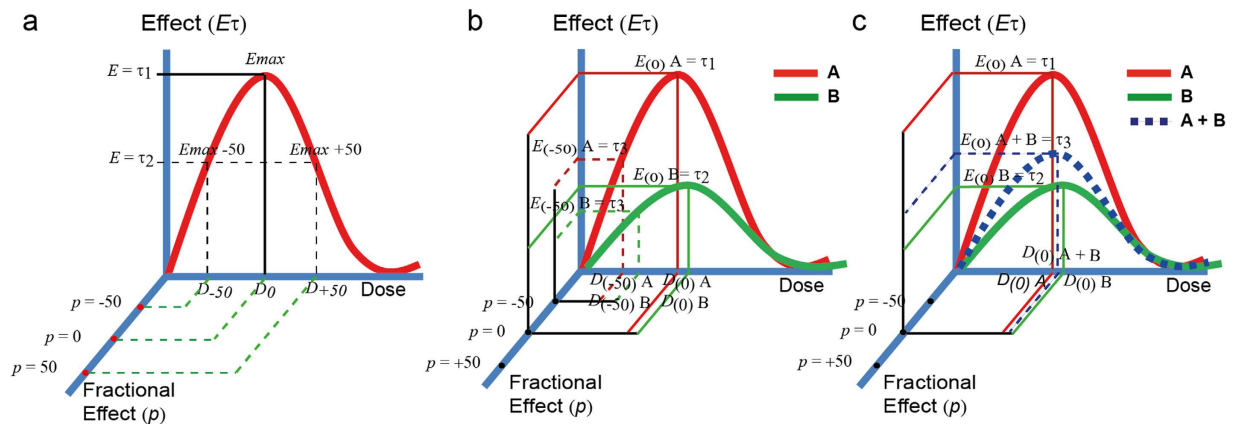 a
Effect (Eτ)
E = τ1
Emax
E = τ2
Emax -50
Emax +50
D-50
D0
D+50
Dose
p = -50
p = 0
p = 50
Fractional
Effect (p)
b
Effect (Eτ)
E(0) A = τ1
A
B
E(-50) A = τ3
E(0) B = τ2
E(-50) B = τ3
D(-50) A
D(0) A
Dose
D(-50) B
D(0) B
p = -50
p = 0
p = +50
Fractional
Effect (p)
c
Effect (Eτ)
E(0) A = τ1
A
B
A + B
E(0) A + B = τ3
E(0) B = τ2
D(0) A + B
D(0) A
D(0) B
Dose
p = -50
p = 0
p = +50
Fractional
Effect (p)